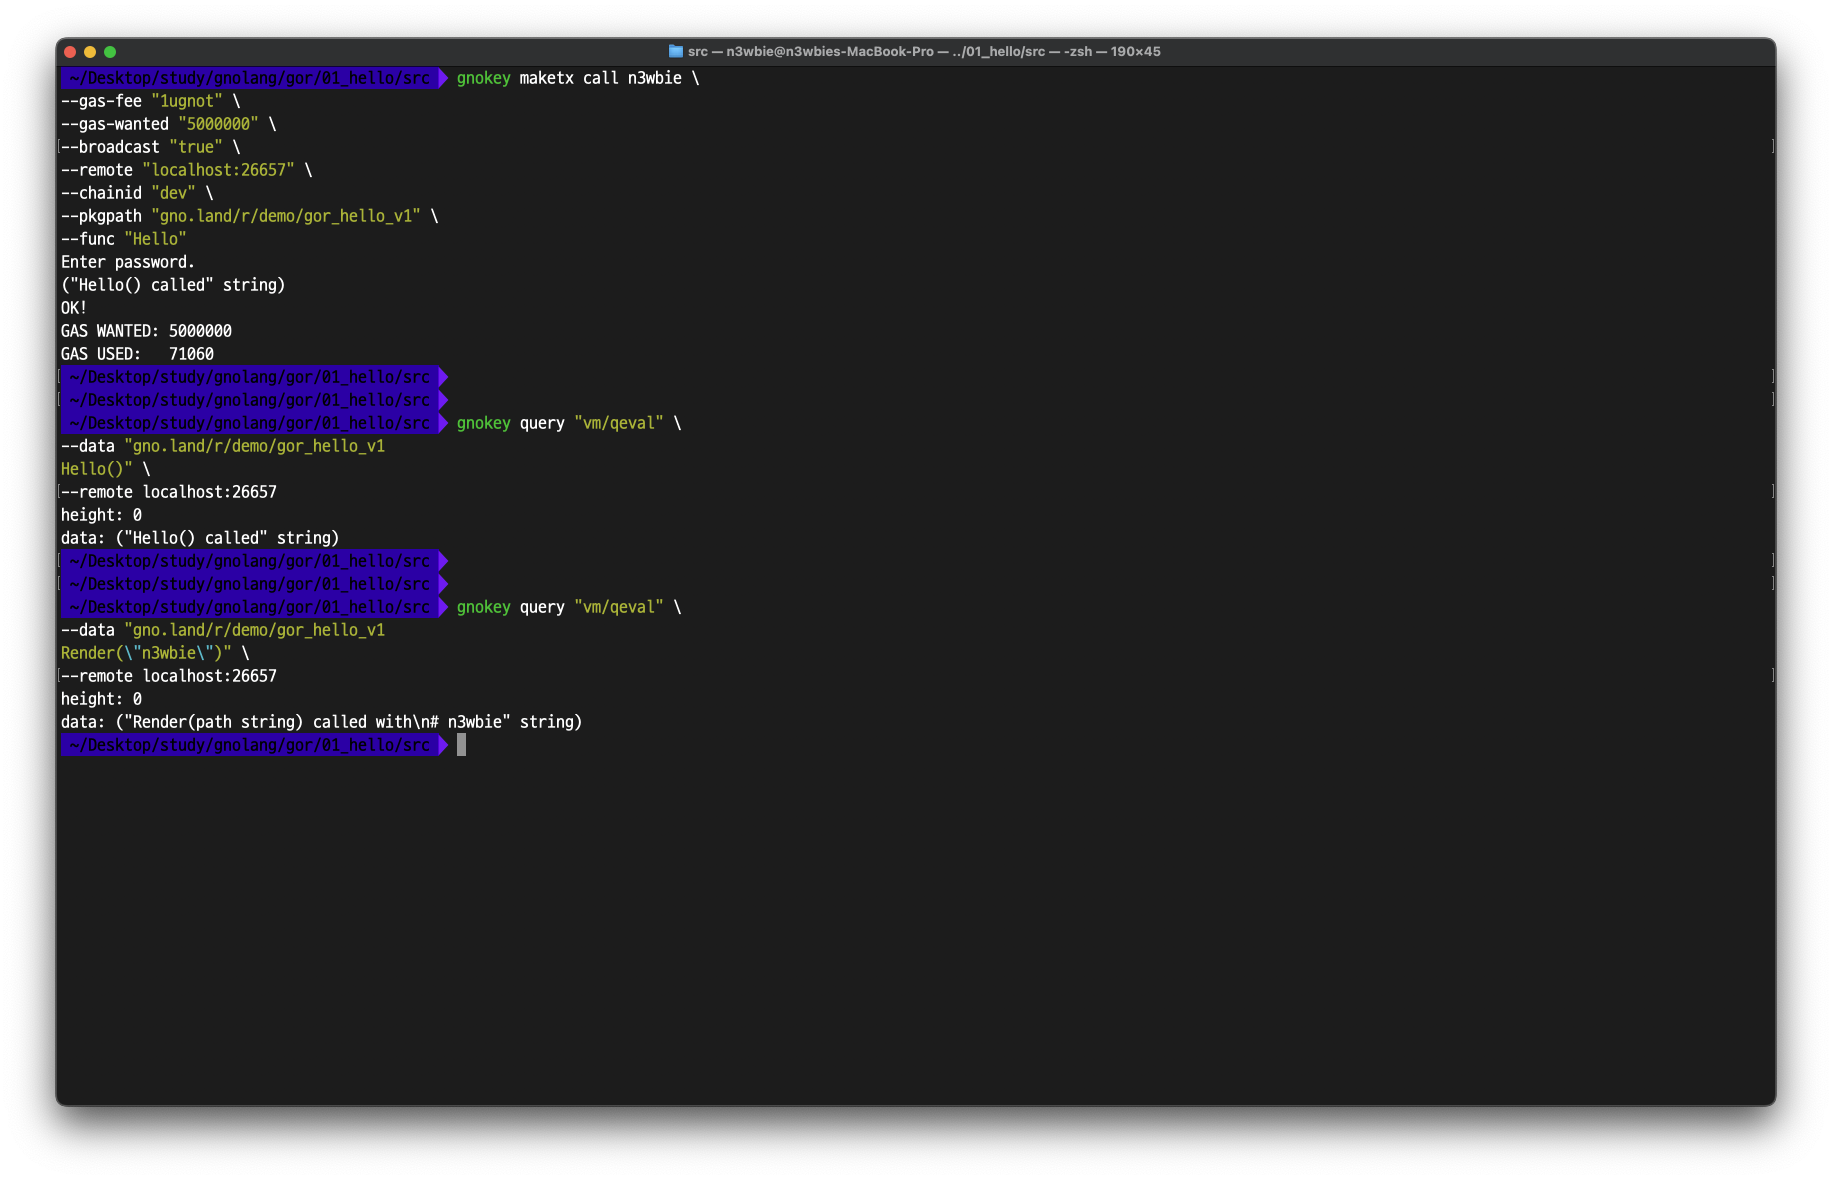 src — n3wbie@n3wbies-MacBook-Pro — ../01_hello/src — -zsh — 190×45
~/Desktop/study/gnolang/gor/01_hello/src gnokey maketx call n3wbie \
--gas-fee "1ugnot" \
--gas-wanted "5000000" \
--broadcast "true" \
--remote "localhost:26657" \
--chainid "dev" \
--pkgpath "gno.land/r/demo/gor_hello_v1" \
--func "Hello"
Enter password.
("Hello() called" string)
OK!
GAS WANTED: 5000000
GAS USED:   71060
~/Desktop/study/gnolang/gor/01_hello/src
~/Desktop/study/gnolang/gor/01_hello/src
~/Desktop/study/gnolang/gor/01_hello/src gnokey query "vm/qeval" \
--data "gno.land/r/demo/gor_hello_v1
Hello()" \
--remote localhost:26657
height: 0
data: ("Hello() called" string)
~/Desktop/study/gnolang/gor/01_hello/src
~/Desktop/study/gnolang/gor/01_hello/src
~/Desktop/study/gnolang/gor/01_hello/src gnokey query "vm/qeval" \
--data "gno.land/r/demo/gor_hello_v1
Render(\"n3wbie\")" \
--remote localhost:26657
height: 0
data: ("Render(path string) called with\n# n3wbie" string)
~/Desktop/study/gnolang/gor/01_hello/src